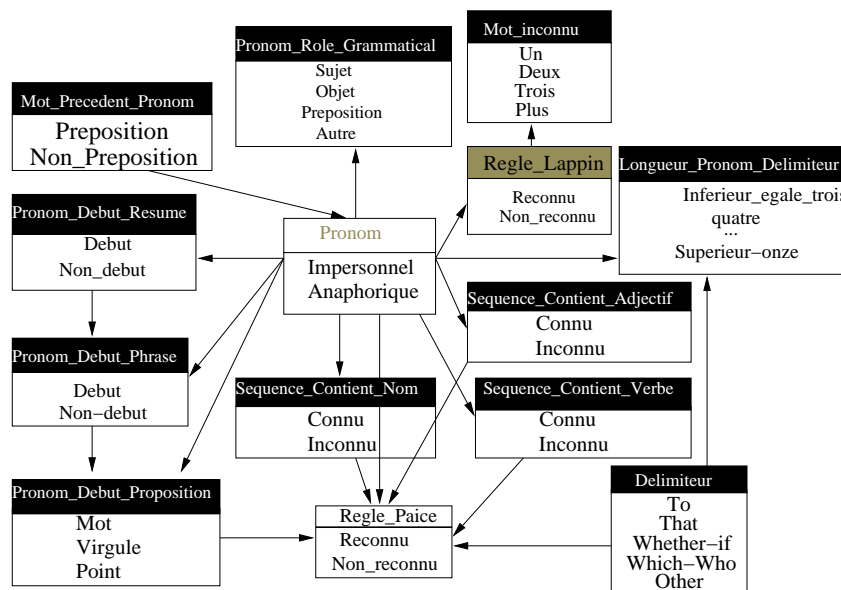 Pronom_Role_Grammatical
Sujet
Objet
Preposition
Autre
Mot_inconnu
Un
Deux
Trois
Plus
Mot_Precedent_Pronom
Preposition
Non_Preposition
Regle_Lappin
Reconnu
Non_reconnu
Longueur_Pronom_Delimiteur
Inferieur_egale_trois
quatre
...
Superieur-onze
Pronom_Debut_Resume
Debut
Non_debut
Pronom
Impersonnel
Anaphorique
Sequence_Contient_Adjectif
Connu
Inconnu
Pronom_Debut_Phrase
Debut
Non-debut
Sequence_Contient_Nom
Connu
Inconnu
Sequence_Contient_Verbe
Connu
Inconnu
Pronom_Debut_Proposition
Mot
Virgule
Point
Regle_Paice
Reconnu
Non_reconnu
Delimiteur
To
That
Whether-if
Which-Who
Other